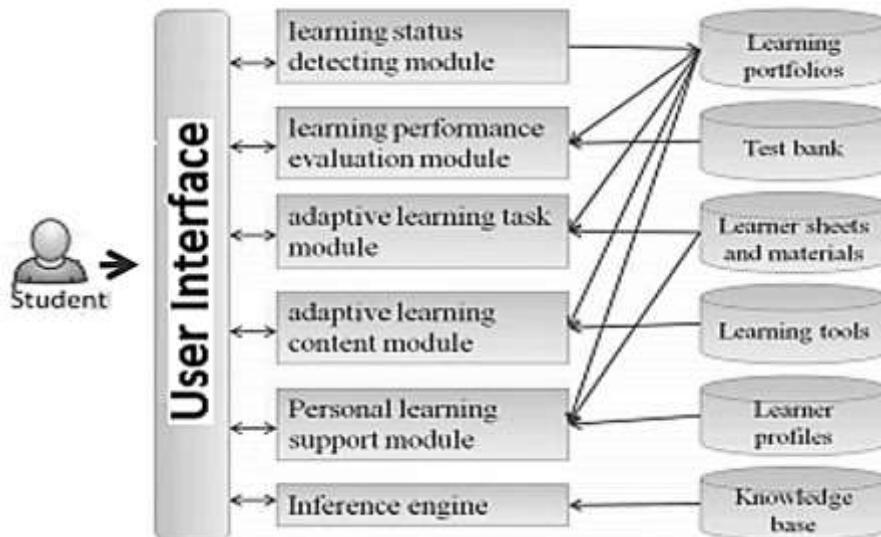 Student
User Interface
learning status
detecting module
learning performance
evaluation module
adaptive learning task
module
adaptive learning
content module
Personal learning
support module
Inference engine
Learning
portfolios
Test bank
Learner sheets
and materials
Learning tools
Learner
profiles
Knowledge
base